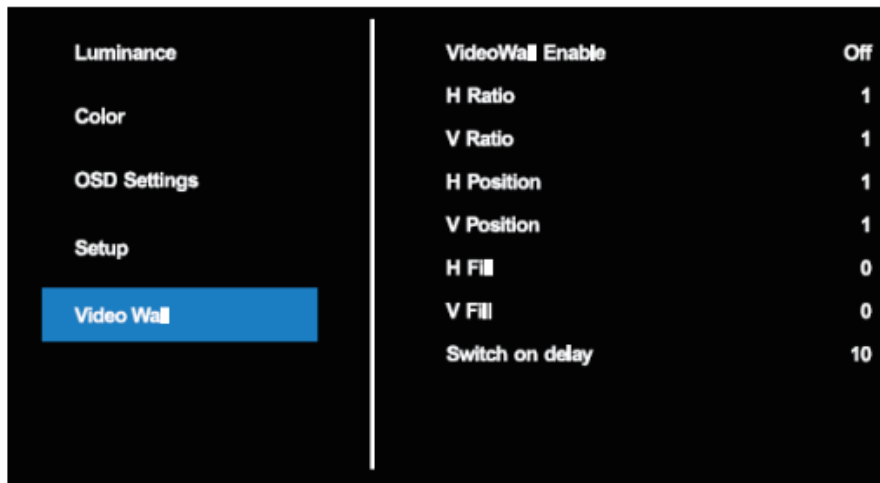 Luminance
Color
OSD Settings
Setup
Video Wall
VideoWall Enable Off
H Ratio 1
V Ratio 1
H Position 1
V Position 1
H Fill 0
V Fill 0
Switch on delay 10